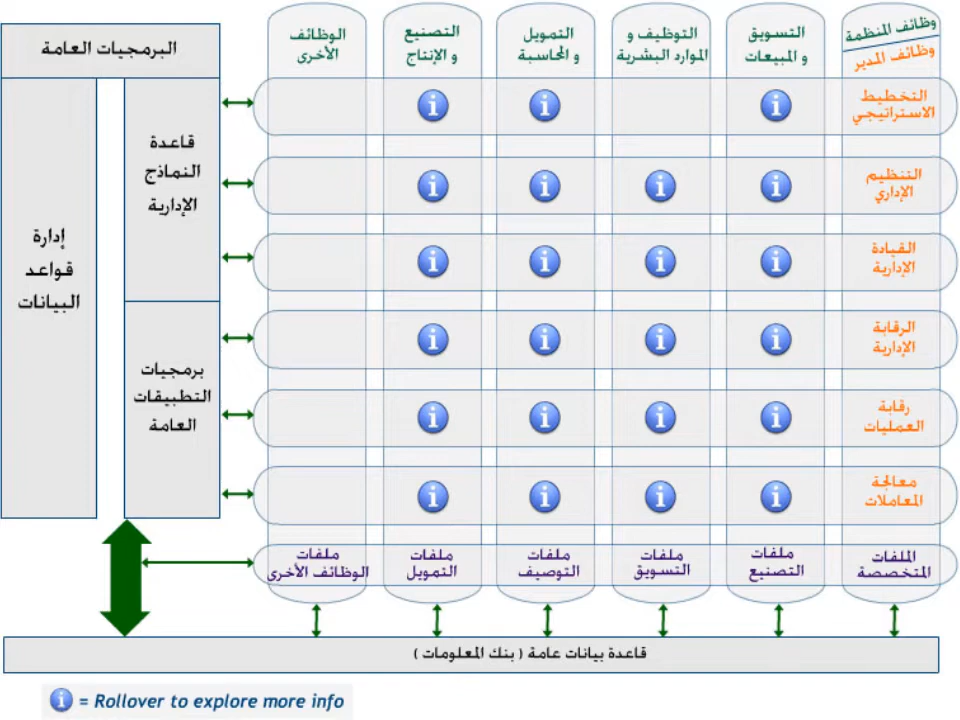 وظائف المنظمة
وظائف المدير
التسويق
و المبيعات
التوظيف و
الموارد البشرية
التمويل
و المحاسبة
التصنيع
و الإنتاج
الوظائف
الأخرى
البرمجيات العامة
التخطيط
الاستراتيجي
التنظيم
الإداري
القيادة
الإدارية
الرقابة
الإدارية
رقابة
العمليات
معالجة
المعاملات
قاعدة
النماذج
الإدارية
برمجيات
التطبيقات
العامة
إدارة
قواعد
البيانات
الملفات
المتخصصة
ملفات
التصنيع
ملفات
التسويق
ملفات
التوصيف
ملفات
التمويل
ملفات
الوظائف الأخرى
قاعدة بيانات عامة ( بنك المعلومات )
i = Rollover to explore more info